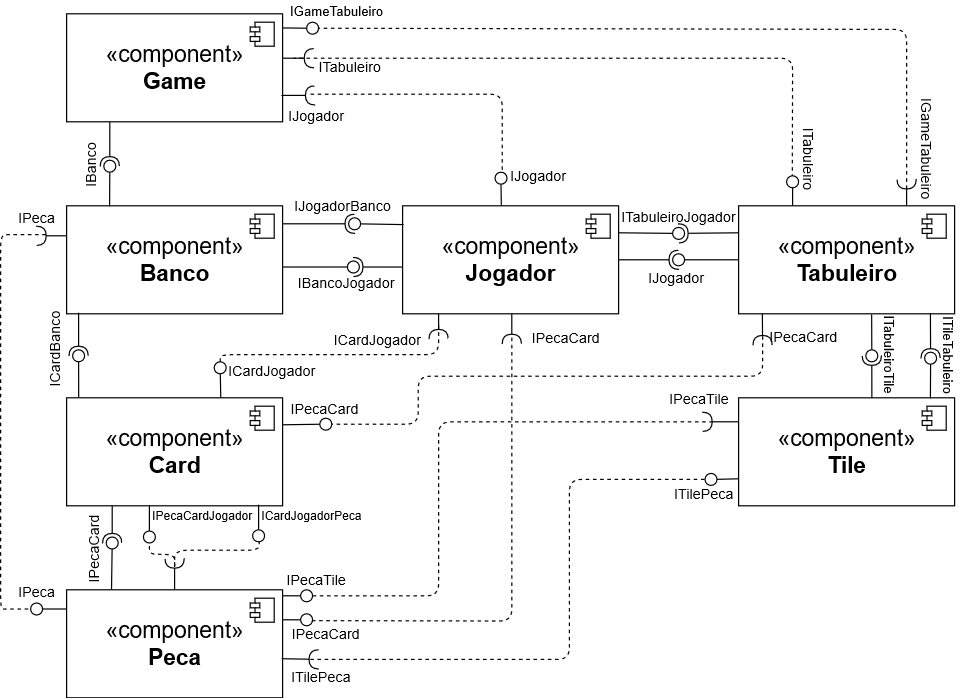 IGameTabuleiro
«component»
Game
ITabuleiro
IJogador
IBanco
IJogador
ITabuleiro
IGameTabuleiro
IPeca
«component»
Banco
IJogadorBanco
IBancoJogador
«component»
Jogador
ITabuleiroJogador
IJogador
«component»
Tabuleiro
ICardBanco
ICardJogador
IPecaCard
IPecaCard
ITabuleiroTile
ITileTabuleiro
ICardJogador
«component»
Card
IPecaCard
IPecaTile
«component»
Tile
ITilePeca
IPecaCard
IPecaCardJogador
ICardJogadorPeca
IPeca
«component»
Peca
IPecaTile
IPecaCard
ITilePeca